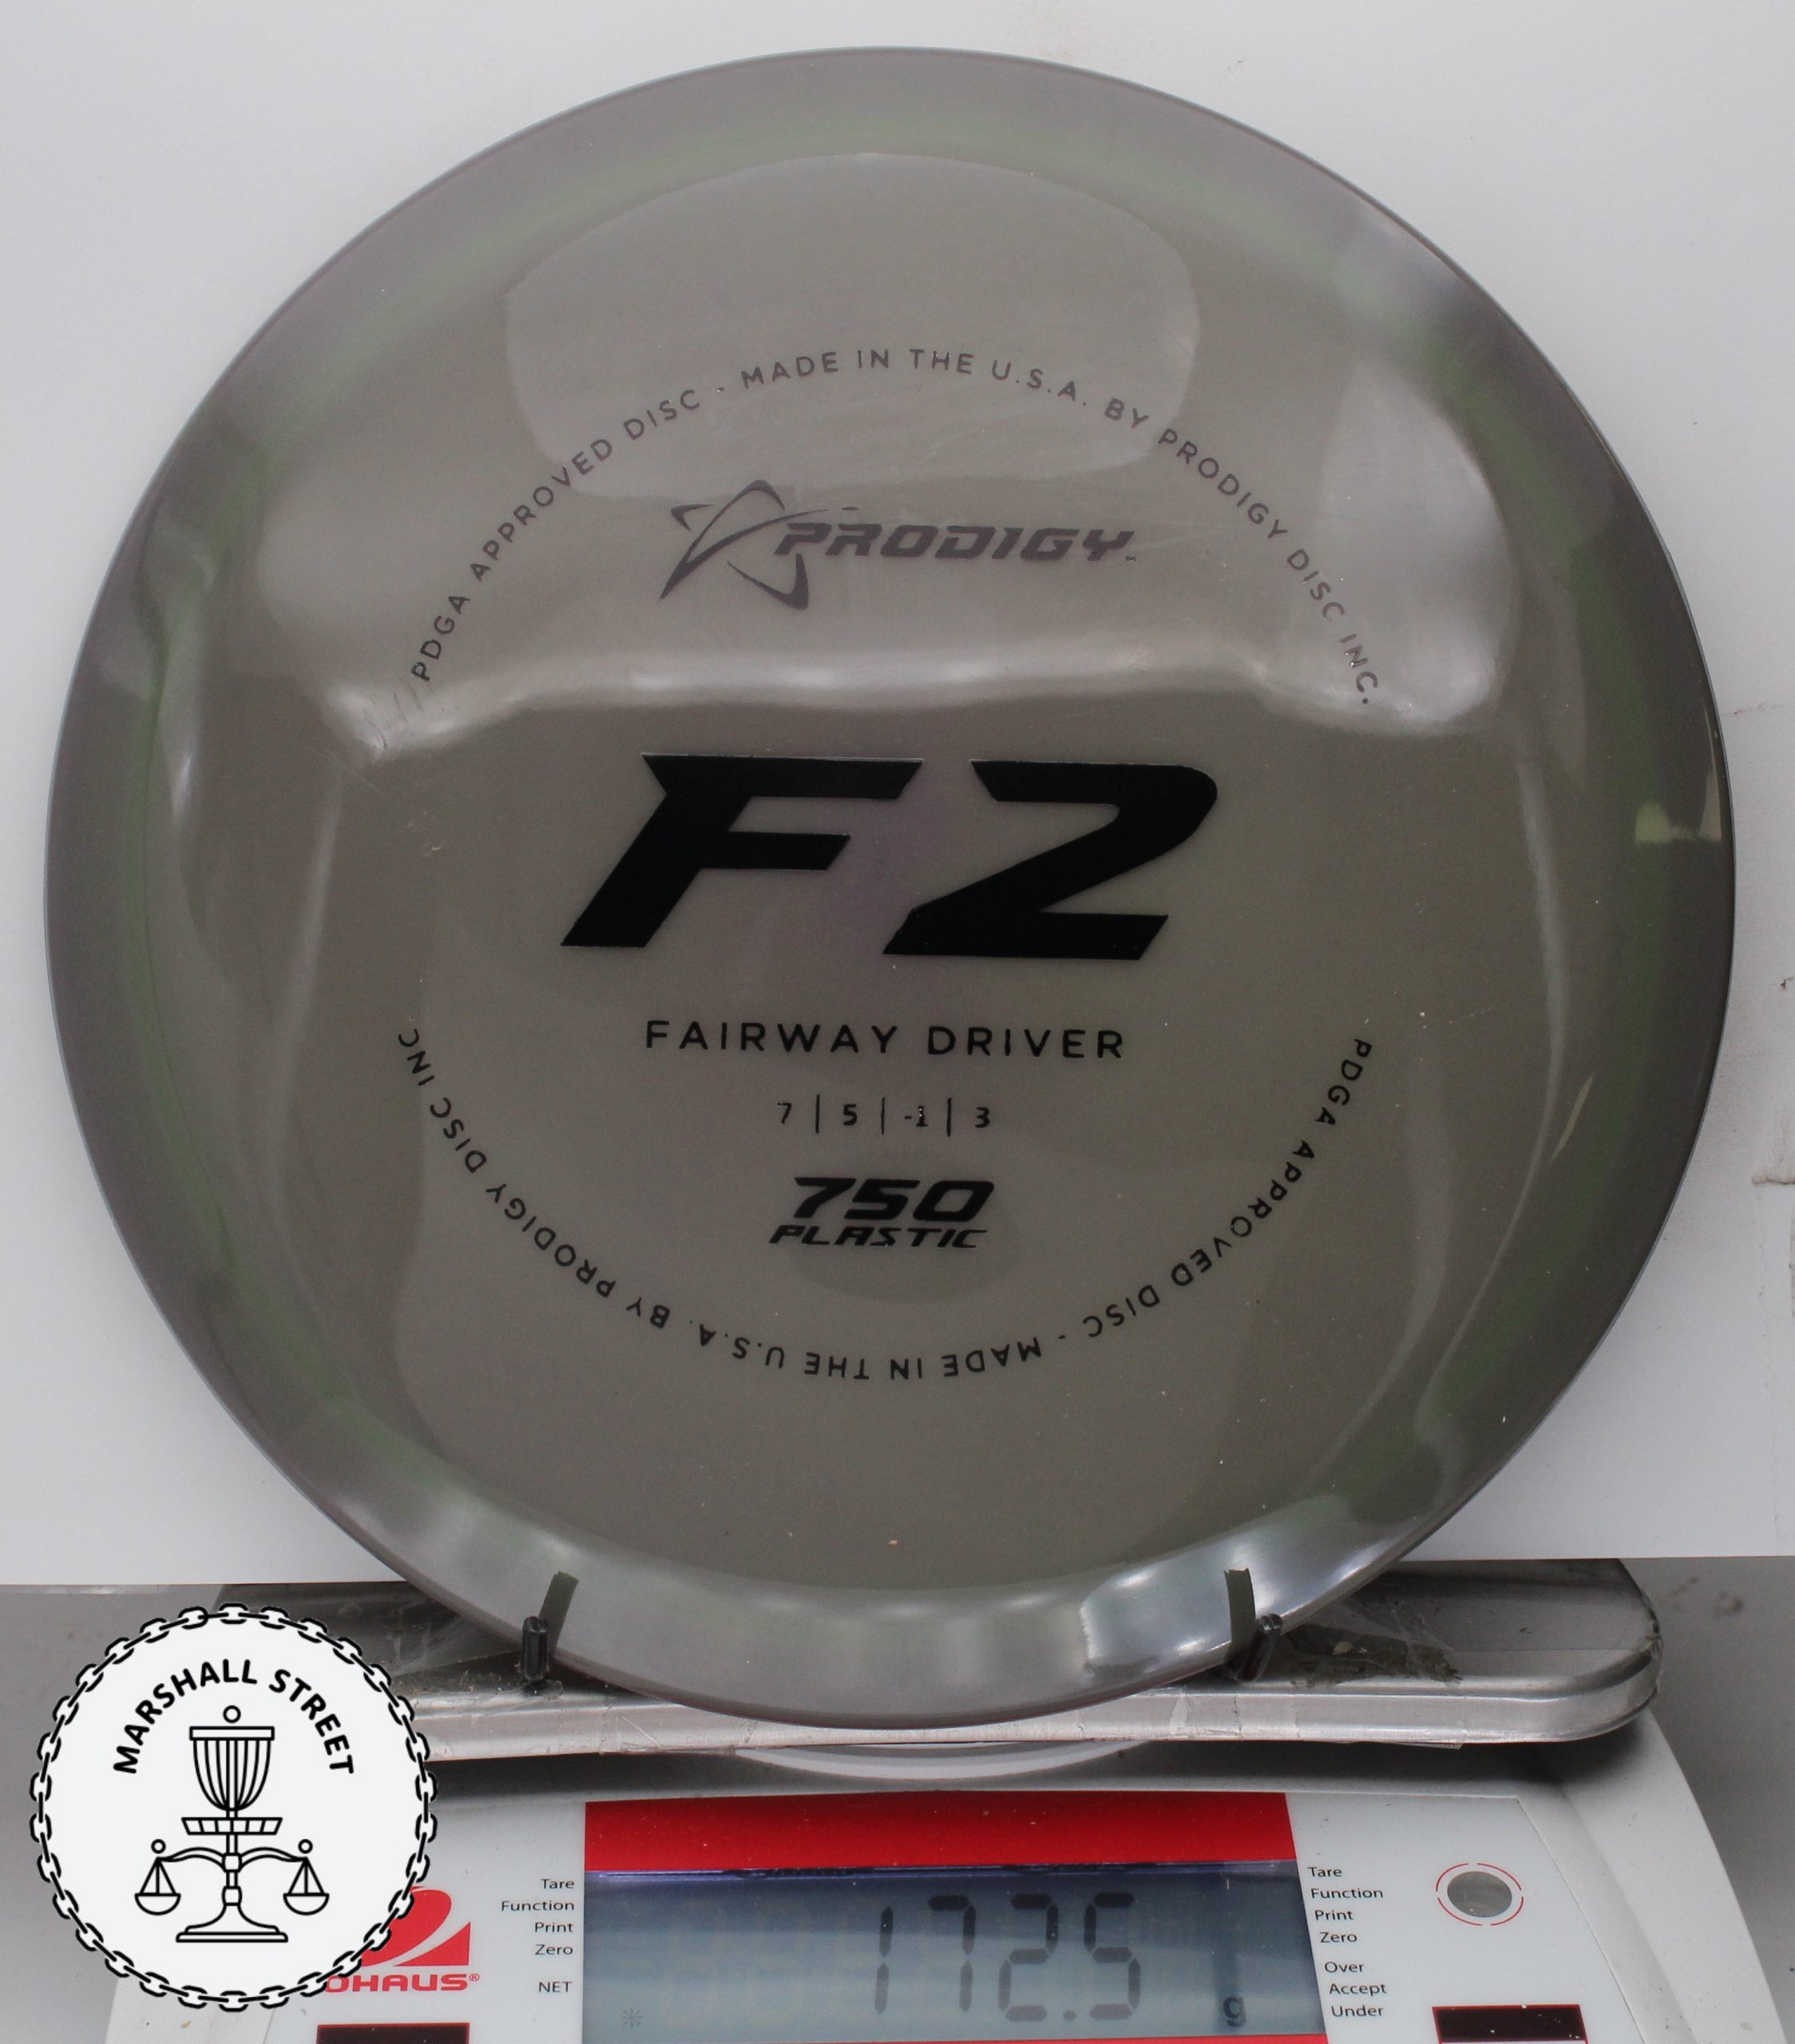 PDGA APPROVED DISC - MADE IN THE U.S.A. BY PRODIGY DISC INC.
PRODIGY
F2
FAIRWAY DRIVER
7 | 5 | -1 | 3
750
PLASTIC
PDGA APPROVED DISC - MADE IN THE U.S.A. BY PRODIGY DISC INC
MARSHALL STREET
OHAUS®
Tare
Function
Print
Zero
NET
172.5 g
Tare
Function
Print
Zero
Over
Accept
Under